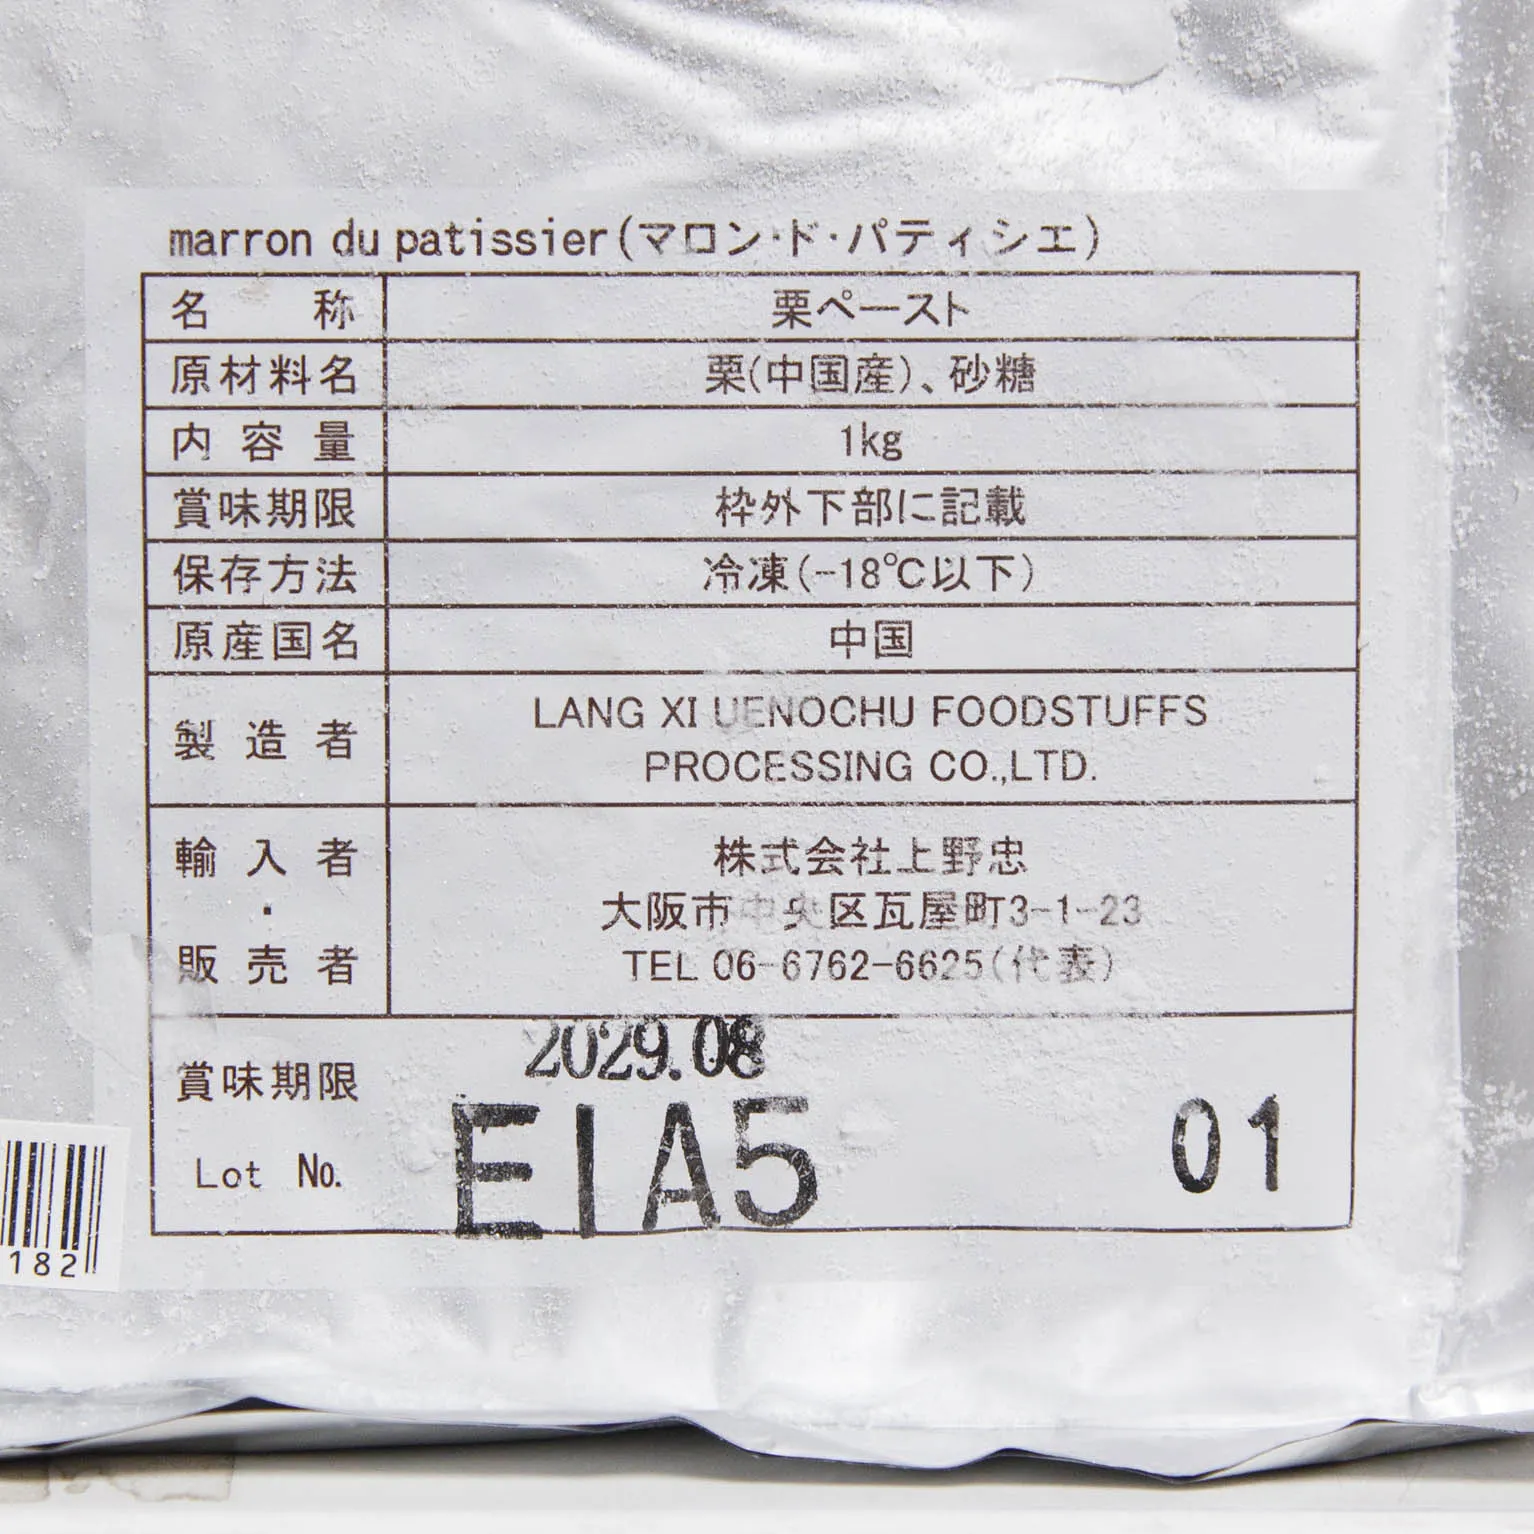 marron du patissier(マロン・ド・パティシエ)
名称 栗ペースト
原材料名 栗(中国産)、砂糖
内容量 1kg
賞味期限 枠外下部に記載
保存方法 冷凍(-18℃以下)
原産国名 中国
製造者 LANG XI UENOCHU FOODSTUFFS
PROCESSING CO.,LTD.
輸入者・販売者 株式会社上野忠
大阪市中央区瓦屋町3-1-23
TEL 06-6762-6625(代表)
賞味期限 2029.08
Lot No. E1A5 01
182